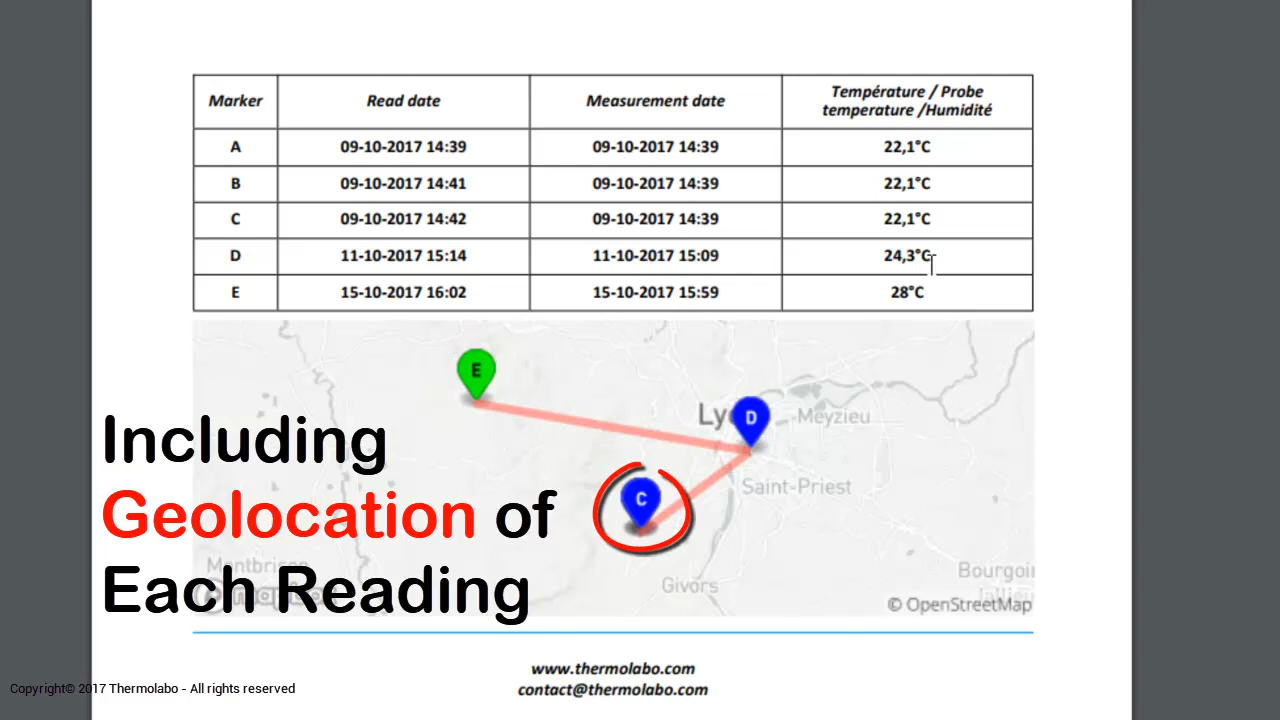 Marker Read date Measurement date Température / Probe
temperature /Humidité
A 09-10-2017 14:39 09-10-2017 14:39 22,1°C
B 09-10-2017 14:41 09-10-2017 14:39 22,1°C
C 09-10-2017 14:42 09-10-2017 14:39 22,1°C
D 11-10-2017 15:14 11-10-2017 15:09 24,3°C
E 15-10-2017 16:02 15-10-2017 15:59 28°C
E
D
Meyzieu
Including
Saint-Priest
C
Geolocation of
Each Reading
Givors
© OpenStreetMap
www.thermolabo.com
contact@thermolabo.com
Copyright© 2017 Thermolabo - All rights reserved